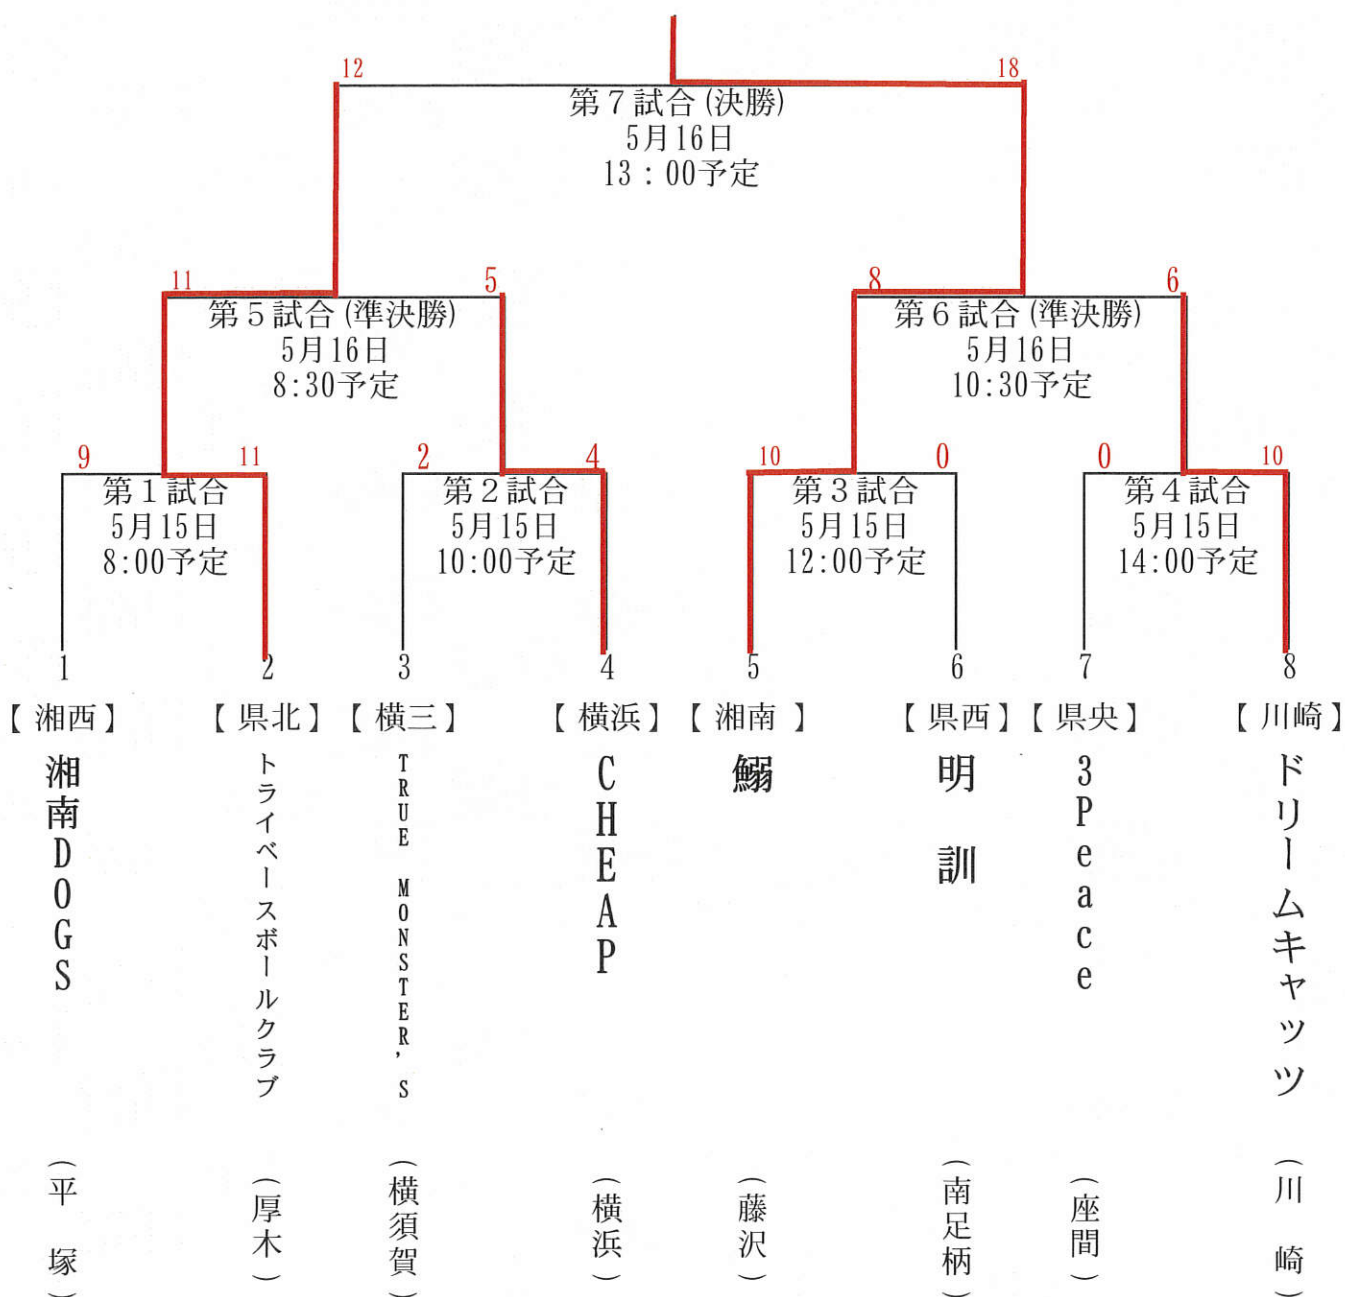 12
18
第7試合(決勝)
5月16日
13:00予定
11
5
8
6
第5試合(準決勝)
5月16日
8:30予定
第6試合(準決勝)
5月16日
10:30予定
9
11
2
4
10
0
0
10
第1試合
5月15日
8:00予定
第2試合
5月15日
10:00予定
第3試合
5月15日
12:00予定
第4試合
5月15日
14:00予定
1
2
3
4
5
6
7
8
【湘西】
【県北】
【横三】
【横浜】
【湘南】
【県西】
【県央】
【川崎】
湘南DOGS
トライベースボールクラブ
TRUE MONSTER'S
CHEAP
鰯
明訓
3Peace
ドリームキャッツ
(平塚)
(厚木)
(横須賀)
(横浜)
(藤沢)
(南足柄)
(座間)
(川崎)